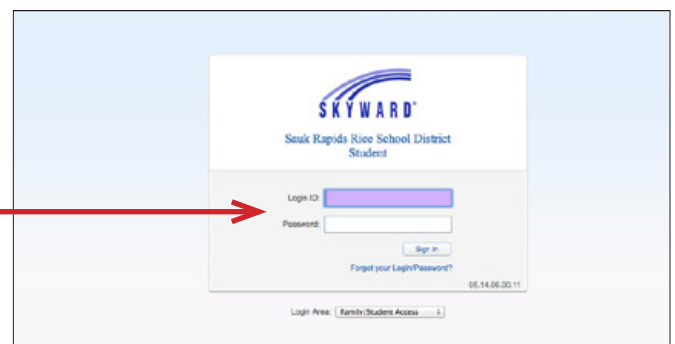 SKYWARD®
Sauk Rapids Rice School District
Student
Login ID:
Password:
Sign In
Forgot your Login/Password?
05.14.06.00.11
Login Area: Family/Student Access